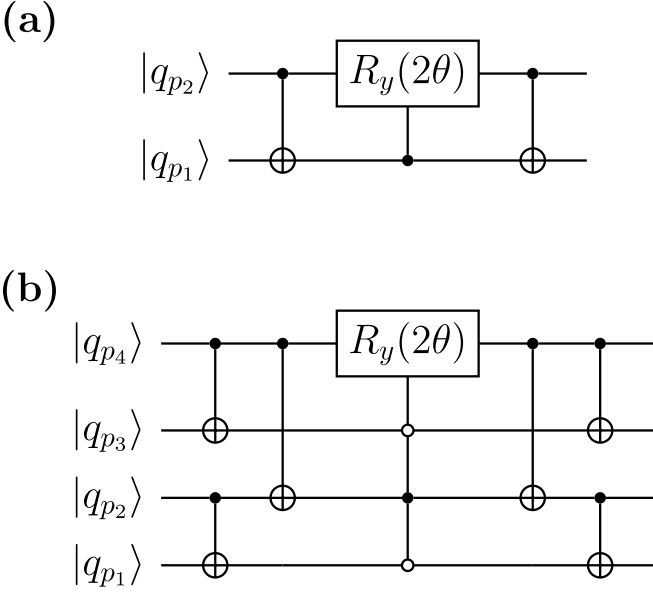 (a)
|q_{p_2}⟩ R_y(2θ)
|q_{p_1}⟩
(b)
|q_{p_4}⟩ R_y(2θ)
|q_{p_3}⟩
|q_{p_2}⟩
|q_{p_1}⟩